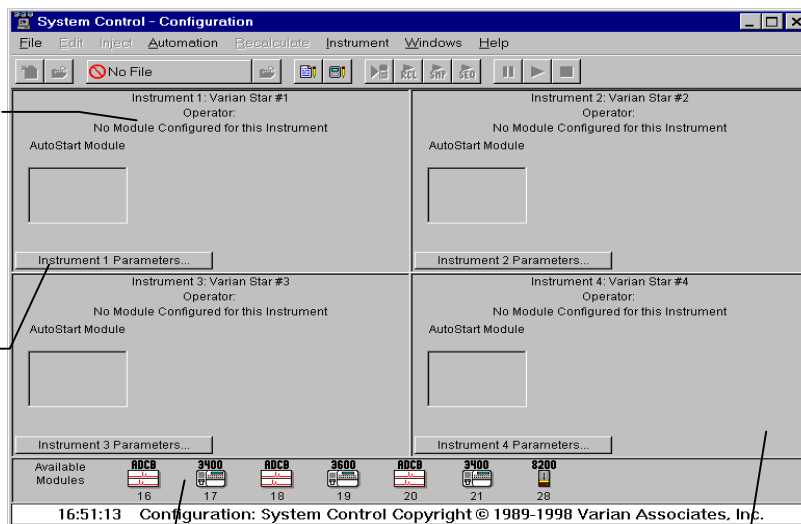 System Control - Configuration
File Edit Inject Automation Recalculate Instrument Windows Help
No File RCL SMP SEQ
Instrument 1: Varian Star #1
Operator:
No Module Configured for this Instrument
AutoStart Module
Instrument 1 Parameters...
Instrument 2: Varian Star #2
Operator:
No Module Configured for this Instrument
AutoStart Module
Instrument 2 Parameters...
Instrument 3: Varian Star #3
Operator:
No Module Configured for this Instrument
AutoStart Module
Instrument 3 Parameters...
Instrument 4: Varian Star #4
Operator:
No Module Configured for this Instrument
AutoStart Module
Instrument 4 Parameters...
Available Modules
ADCB 3400 ADCB 3600 ADCB 3400 8200
16 17 18 19 20 21 28
16:51:13 Configuration: System Control Copyright © 1989-1998 Varian Associates, Inc.